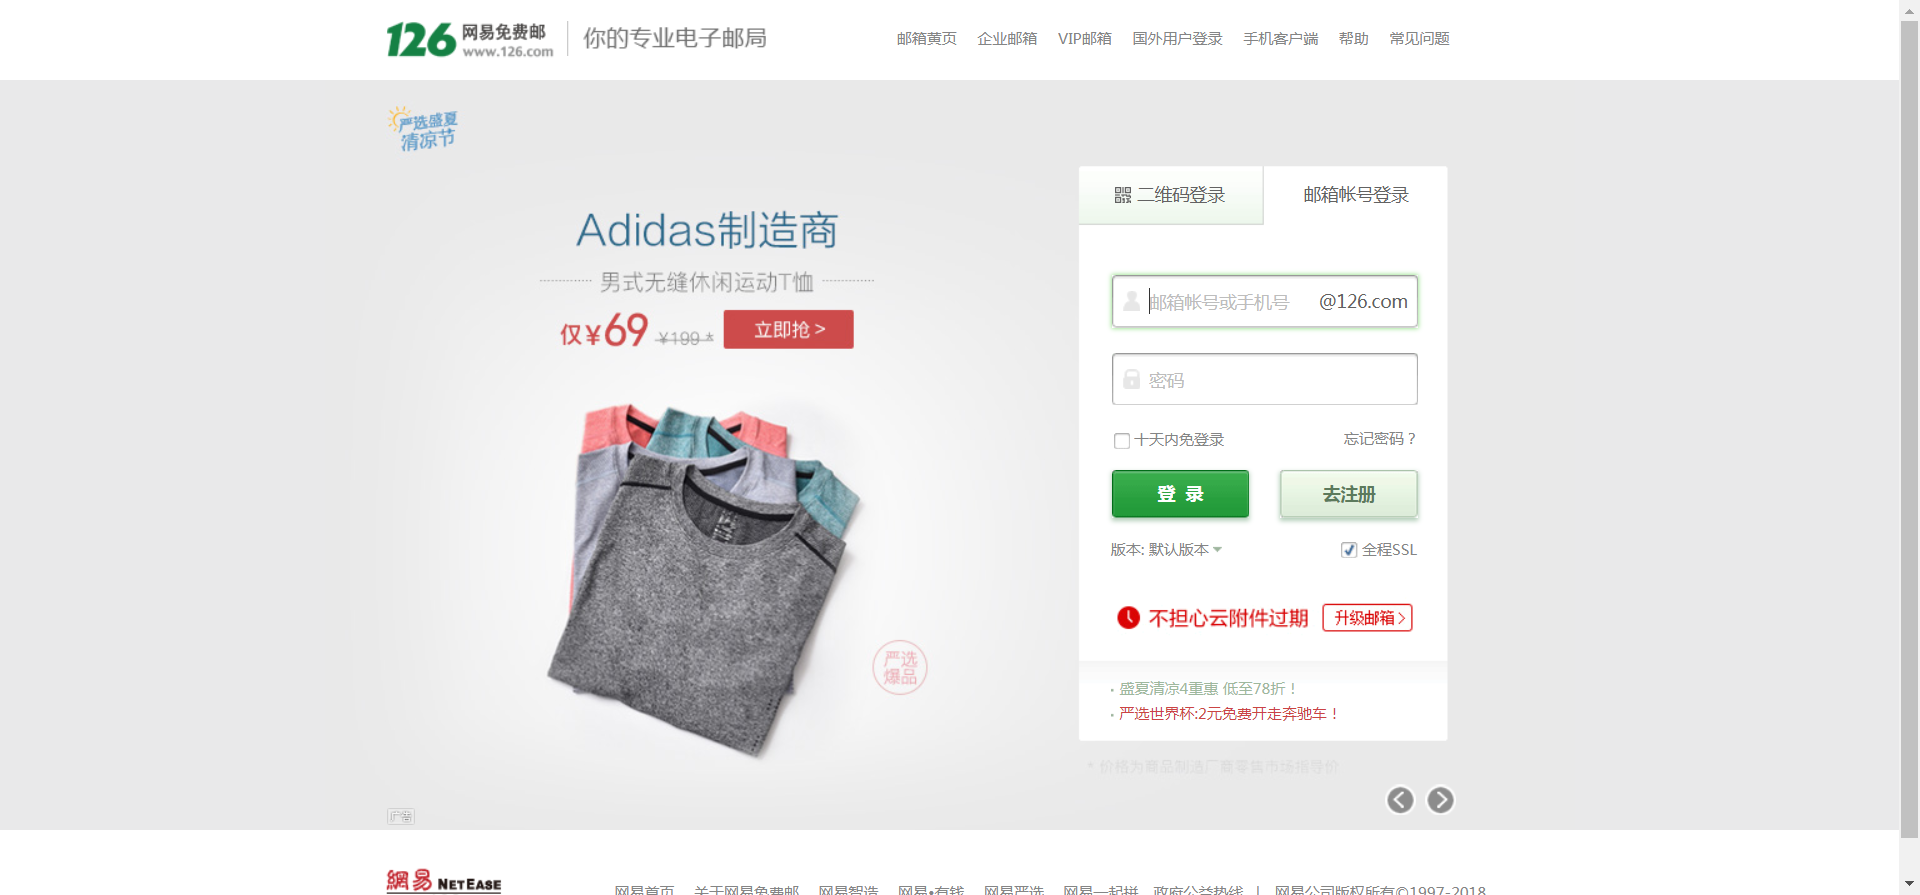 126 网易免费邮 www.126.com 你的专业电子邮局
邮箱黄页 企业邮箱 VIP邮箱 国外用户登录 手机客户端 帮助 常见问题
严选盛夏
清凉节
Adidas制造商
男式无缝休闲运动T恤
仅¥69 ¥199 * 立即抢 >
严选
爆品
广告
二维码登录 邮箱帐号登录
邮箱帐号或手机号 @126.com
密码
十天内免登录 忘记密码？
登 录 去注册
版本: 默认版本 全程SSL
不担心云附件过期 升级邮箱
· 盛夏清凉4重惠 低至78折！
· 严选世界杯:2元免费开走奔驰车！
* 价格为该品制造厂商零售市场指导价
網易 NETEASE
网易首页 关于网易免费邮 网易智造 网易•有钱 网易严选 网易一起拼 政府公益热线 | 网易公司版权所有©1997-2018